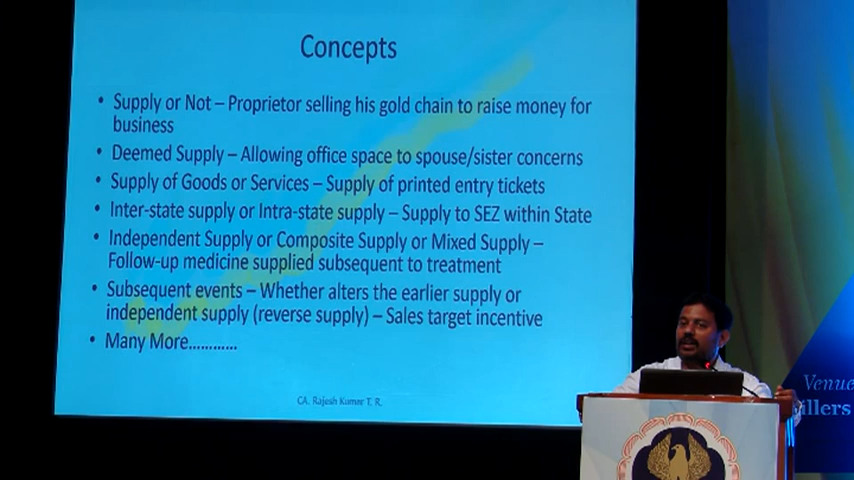 Concepts
• Supply or Not – Proprietor selling his gold chain to raise money for
business
• Deemed Supply – Allowing office space to spouse/sister concerns
• Supply of Goods or Services – Supply of printed entry tickets
• Inter-state supply or Intra-state supply – Supply to SEZ within State
• Independent Supply or Composite Supply or Mixed Supply –
Follow-up medicine supplied subsequent to treatment
• Subsequent events – Whether alters the earlier supply or
independent supply (reverse supply) – Sales target incentive
• Many More............
CA. Rajesh Kumar T. R.
Venue
illers